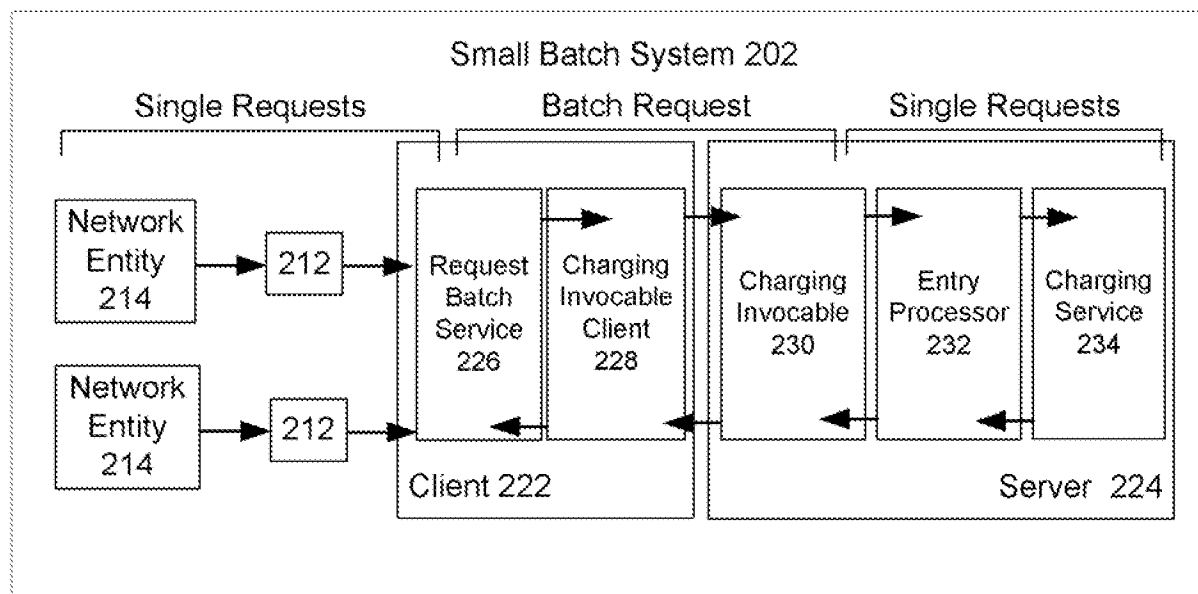 Small Batch System 202
Single Requests
Batch Request
Single Requests
Network
Entity
214
212
Network
Entity
214
212
Request
Batch
Service
226
Charging
Invocable
Client
228
Client 222
Charging
Invocable
230
Entry
Processor
232
Charging
Service
234
Server 224